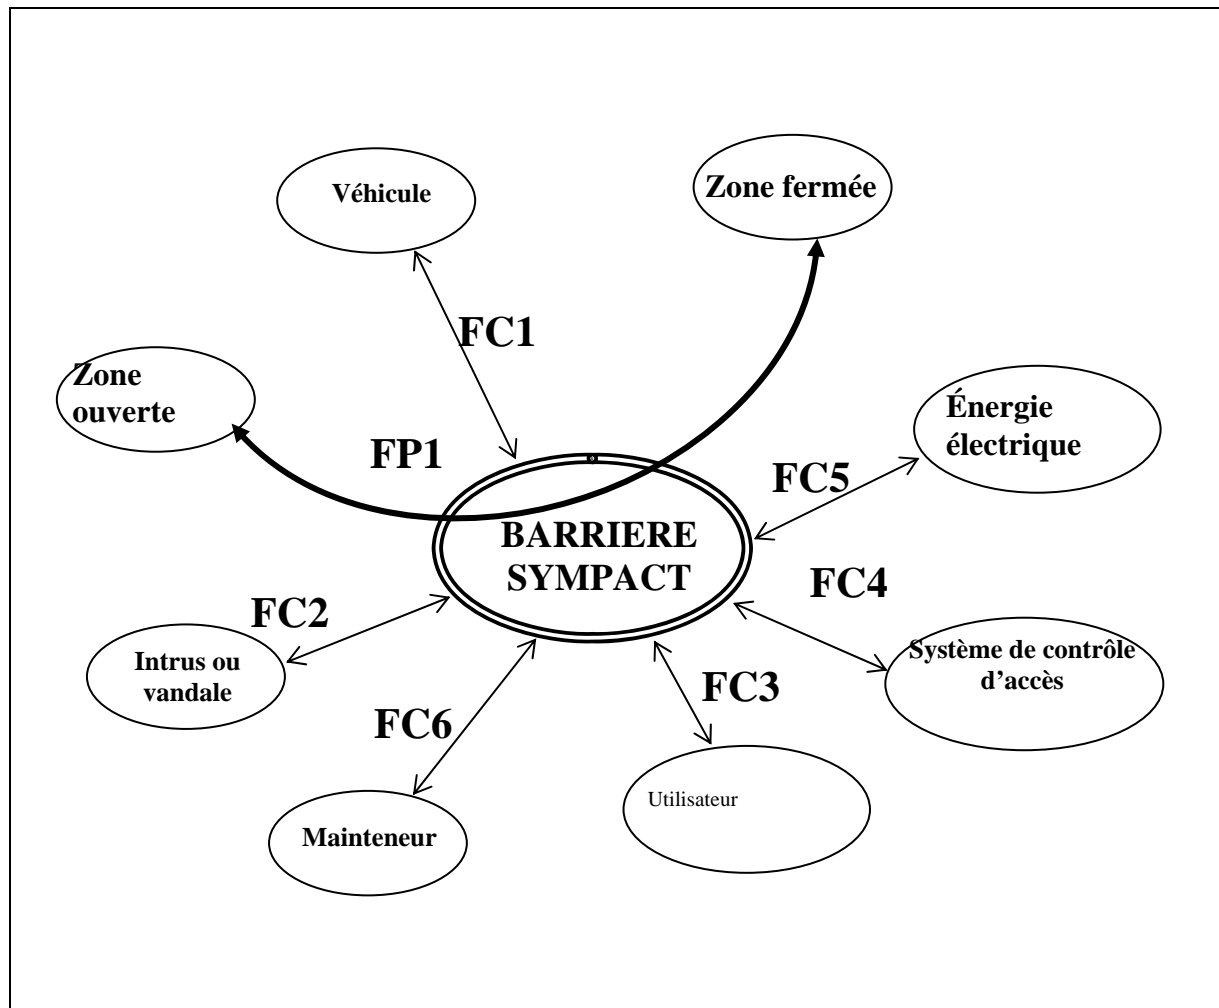 Véhicule
Zone fermée
FC1
Zone
ouverte
FP1
Énergie
électrique
FC5
BARRIERE
SYMPACT
FC4
FC2
Intrus ou
vandale
Système de contrôle
d’accès
FC3
FC6
Utilisateur
Mainteneur